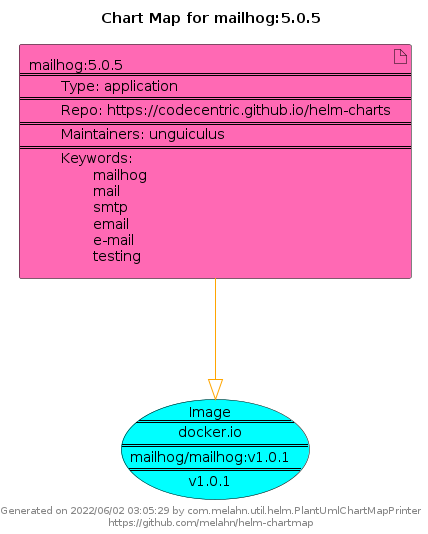 Chart Map for mailhog:5.0.5
mailhog:5.0.5
Type: application
Repo: https://codecentric.github.io/helm-charts
Maintainers: unguiculus
Keywords:
mailhog
mail
smtp
email
e-mail
testing
Image
docker.io
mailhog/mailhog:v1.0.1
v1.0.1
Generated on 2022/06/02 03:05:29 by com.melahn.util.helm.PlantUmlChartMapPrinter
https://github.com/melahn/helm-chartmap